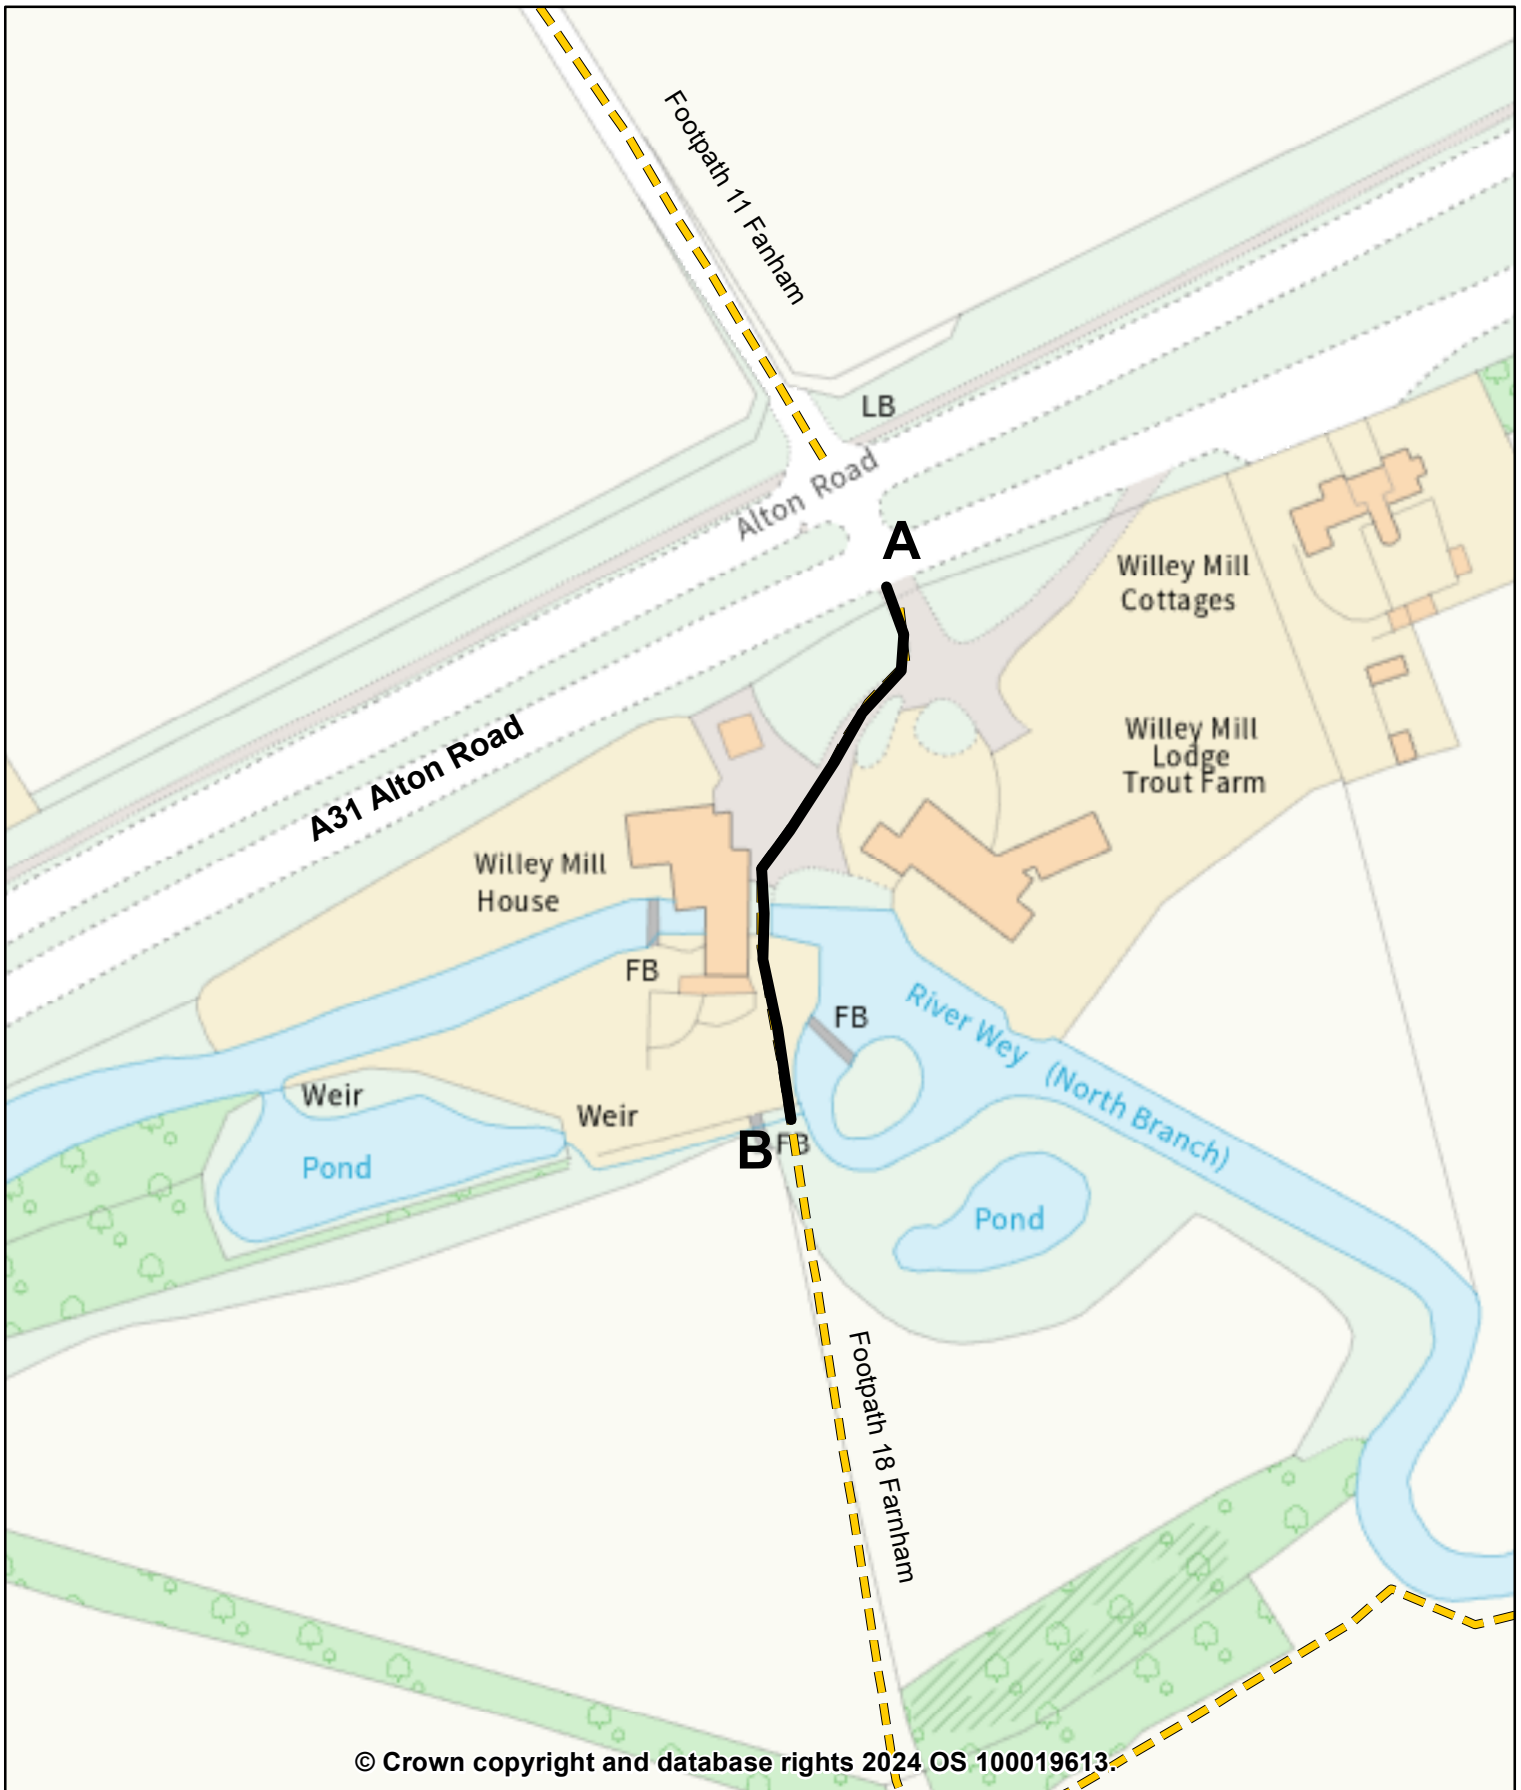 Footpath 11 Fanham
LB
Alton Road
A
Willey Mill
Cottages
A31 Alton Road
Willey Mill
Lodge
Trout Farm
Willey Mill
House
FB
FB
River Wey (North Branch)
Weir
Weir
B
FB
Pond
Pond
Footpath 18 Farnham
© Crown copyright and database rights 2024 OS 100019613.